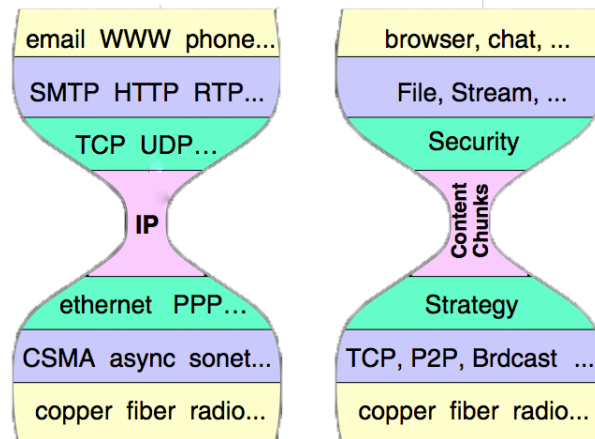 email WWW phone...
SMTP HTTP RTP...
TCP UDP...
IP
ethernet PPP...
CSMA async sonet...
copper fiber radio...
browser, chat, ...
File, Stream, ...
Security
Content
Chunks
Strategy
TCP, P2P, Brdcast ...
copper fiber radio...